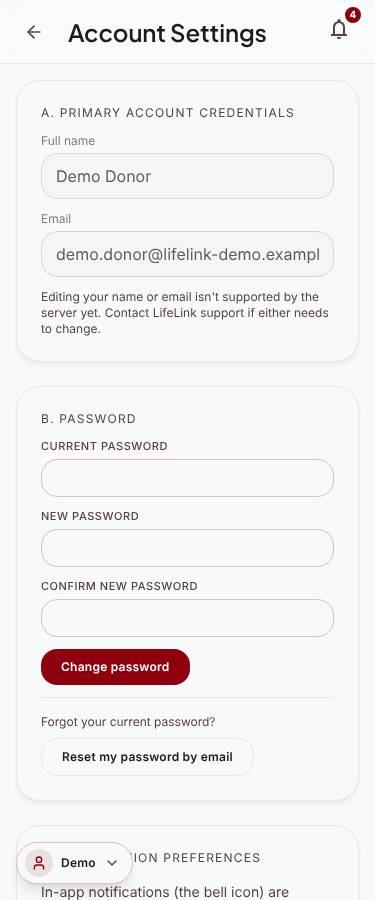 Account Settings
4
A. PRIMARY ACCOUNT CREDENTIALS
Full name
Demo Donor
Email
demo.donor@lifelink-demo.exampl
Editing your name or email isn't supported by the
server yet. Contact LifeLink support if either needs
to change.
B. PASSWORD
CURRENT PASSWORD
NEW PASSWORD
CONFIRM NEW PASSWORD
Change password
Forgot your current password?
Reset my password by email
Demo
ION PREFERENCES
In-app notifications (the bell icon) are